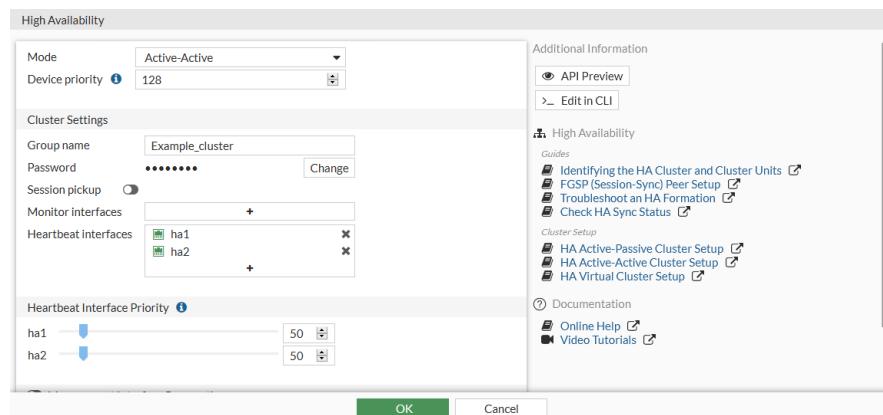 High Availability
Mode Active-Active
Device priority 128
Cluster Settings
Group name Example_cluster
Password •••••••• Change
Session pickup
Monitor interfaces +
Heartbeat interfaces ha1
ha2
+
Heartbeat Interface Priority
ha1 50
ha2 50
OK Cancel
Additional Information
API Preview
>_ Edit in CLI
High Availability
Guides
Identifying the HA Cluster and Cluster Units
FGSP (Session-Sync) Peer Setup
Troubleshoot an HA Formation
Check HA Sync Status
Cluster Setup
HA Active-Passive Cluster Setup
HA Active-Active Cluster Setup
HA Virtual Cluster Setup
Documentation
Online Help
Video Tutorials